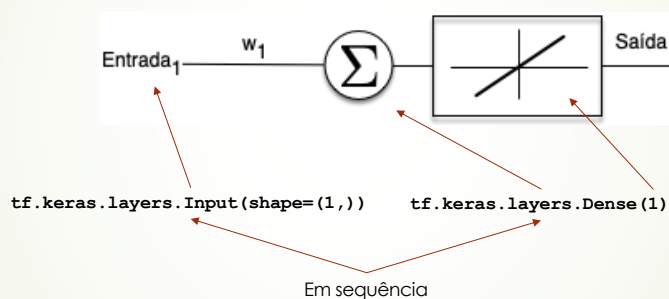 Entrada1
w1
Σ
Saída
tf.keras.layers.Input(shape=(1,))
tf.keras.layers.Dense(1)
Em sequência